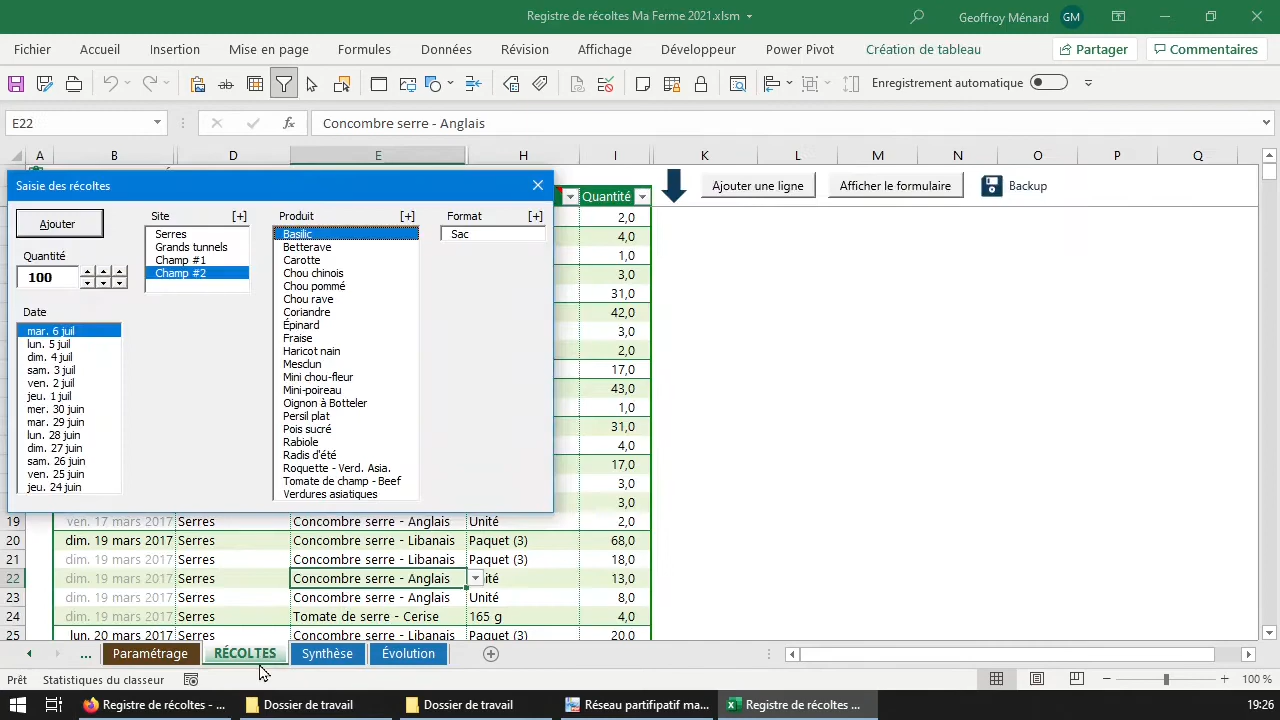 Registre de récoltes Ma Ferme 2021.xlsm
Geoffroy Ménard GM
Fichier Accueil Insertion Mise en page Formules Données Révision Affichage Développeur Power Pivot Création de tableau Partager Commentaires
Enregistrement automatique
E22 fx Concombre serre - Anglais
A B D E H I K L M N O P Q
Saisie des récoltes
Ajouter une ligne Afficher le formulaire Backup
Quantité
Ajouter
Quantité
100
Date
mar. 6 juil
lun. 5 juil
dim. 4 juil
sam. 3 juil
ven. 2 juil
jeu. 1 juil
mer. 30 juin
mar. 29 juin
lun. 28 juin
dim. 27 juin
sam. 26 juin
ven. 25 juin
jeu. 24 juin
Site [+]
Serres
Grands tunnels
Champ #1
Champ #2
Produit [+]
Basilic
Betterave
Carotte
Chou chinois
Chou pommé
Chou rave
Coriandre
Épinard
Fraise
Haricot nain
Mesclun
Mini chou-fleur
Mini-poireau
Oignon à Botteler
Persil plat
Pois sucré
Rabiole
Radis d'été
Roquette - Verd. Asia.
Tomate de champ - Beef
Verdures asiatiques
Format [+]
Sac
2,0
4,0
1,0
3,0
31,0
42,0
3,0
2,0
17,0
43,0
1,0
31,0
4,0
17,0
3,0
3,0
19 ven. 17 mars 2017 Serres Concombre serre - Anglais Unité 2,0
20 dim. 19 mars 2017 Serres Concombre serre - Libanais Paquet (3) 68,0
21 dim. 19 mars 2017 Serres Concombre serre - Libanais Paquet (3) 18,0
22 dim. 19 mars 2017 Serres Concombre serre - Anglais ité 13,0
23 dim. 19 mars 2017 Serres Concombre serre - Anglais Unité 8,0
24 dim. 19 mars 2017 Serres Tomate de serre - Cerise 165 g 4,0
25 lun. 20 mars 2017 Serres Concombre serre - Libanais Paquet (3) 20,0
... Paramétrage RÉCOLTES Synthèse Évolution
Prêt Statistiques du classeur 100 %
Registre de récoltes - ... Dossier de travail Dossier de travail Réseau partifipatif ma... Registre de récoltes ... 19:26